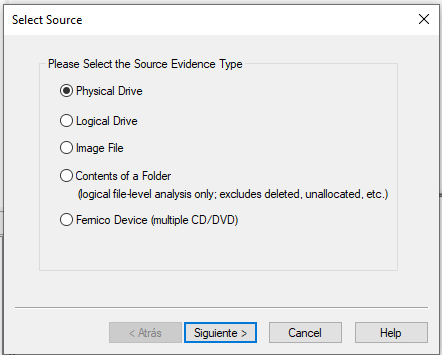 Select Source
Please Select the Source Evidence Type
Physical Drive
Logical Drive
Image File
Contents of a Folder
(logical file-level analysis only; excludes deleted, unallocated, etc.)
Fernico Device (multiple CD/DVD)
< Atrás
Siguiente >
Cancel
Help